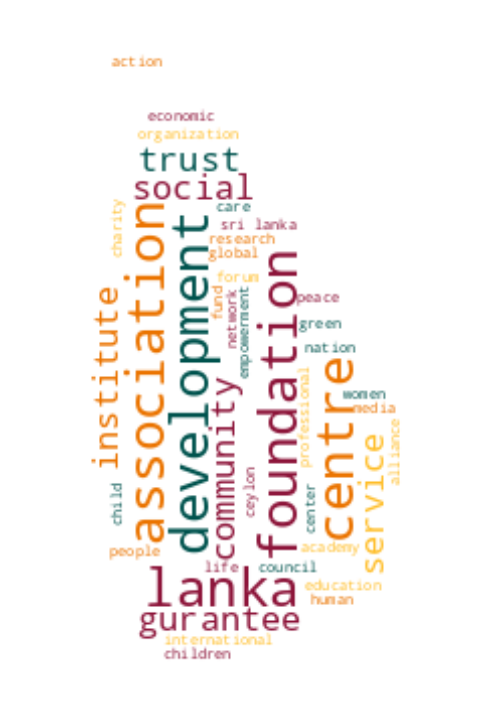 action
economic
organization
trust
social
care
charity
sri lanka
research
global
association
development
forum
foundation
institute
fund
network
empowerment
peace
green
nation
centre
women
media
professional
community
alliance
service
ceylon
child
center
people
academy
life
council
lanka
education
human
gurantee
international
children